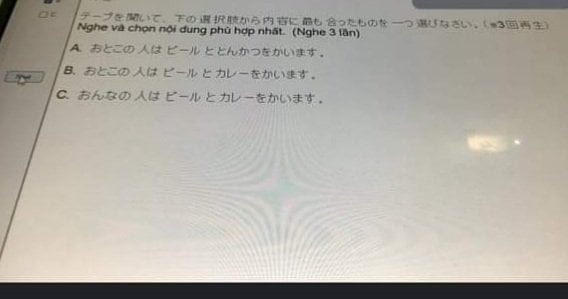 テープを聞いて、下の選択肢から内容に最も合ったものを一つ選びなさい。(※3回再生)
Nghe và chọn nội dung phù hợp nhất. (Nghe 3 lần)
A. おとこの人は ビール ととんかつをかいます。
B. おとこの人は ビール とカレーをかいます。
C. おんなの人は ビール とカレーをかいます。